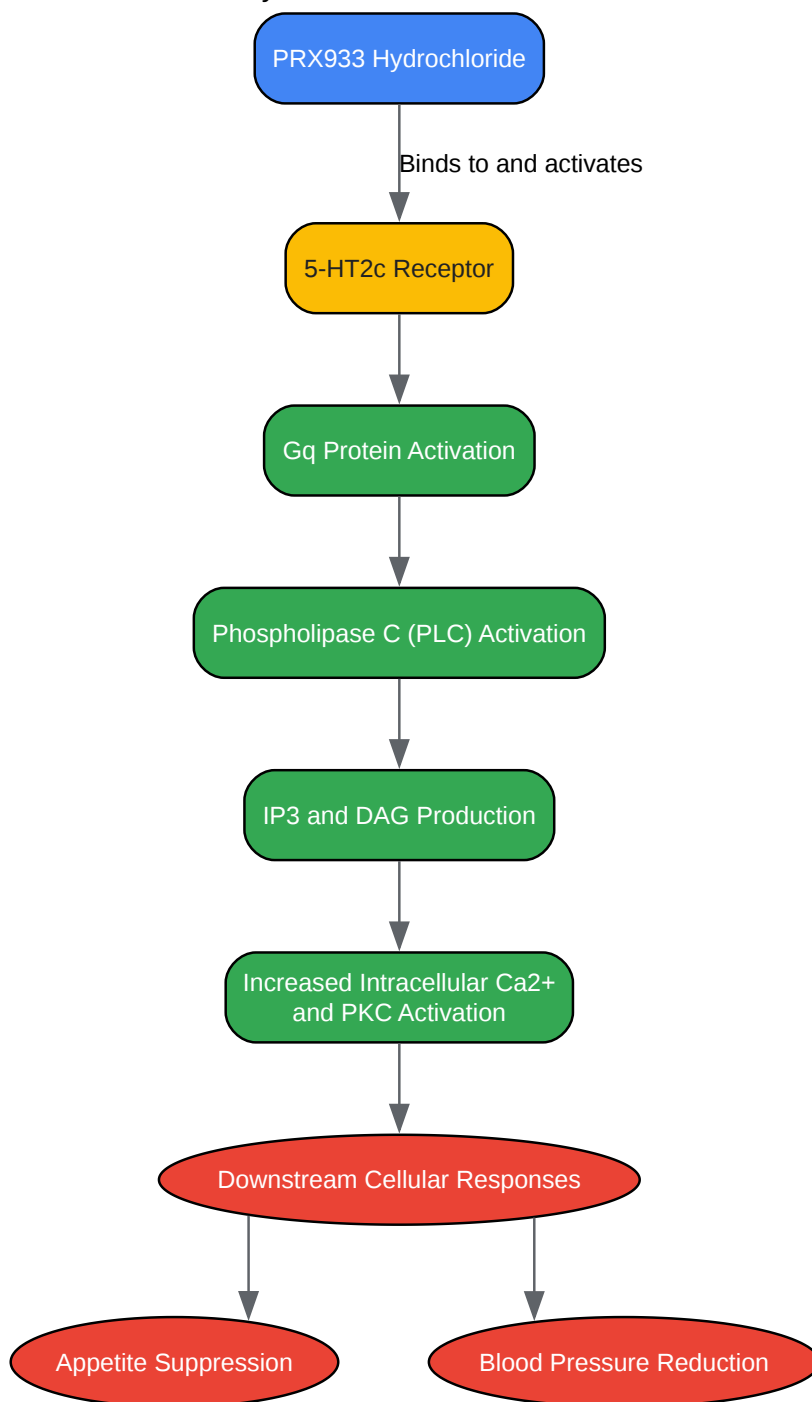 PRX933 Hydrochloride
Binds to and activates
5-HT2c Receptor
Gq Protein Activation
Phospholipase C (PLC) Activation
IP3 and DAG Production
Increased Intracellular Ca2+
and PKC Activation
Downstream Cellular Responses
Appetite Suppression
Blood Pressure Reduction